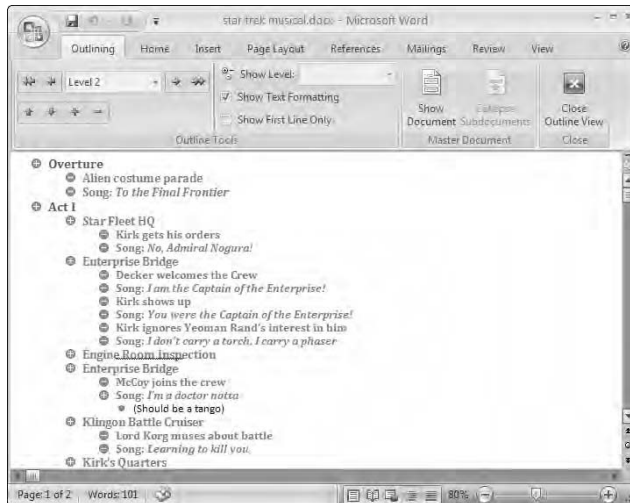 star trek musical.docx - Microsoft Word
Outlining Home Insert Page Layout References Mailings Review View
Level 2
Show Level:
Show Text Formatting
Show First Line Only
Outline Tools
Show Document
Collapse Subdocuments
Master Document
Close Outline View
Close
Overture
Alien costume parade
Song: To the Final Frontier
Act I
Star Fleet HQ
Kirk gets his orders
Song: No, Admiral Nogura!
Enterprise Bridge
Decker welcomes the Crew
Song: I am the Captain of the Enterprise!
Kirk shows up
Song: You were the Captain of the Enterprise!
Kirk ignores Yeoman Rand's interest in him
Song: I don't carry a torch. I carry a phaser
Engine Room Inspection
Enterprise Bridge
McCoy joins the crew
Song: I'm a doctor notta
(Should be a tango)
Klingon Battle Cruiser
Lord Korg muses about battle
Song: Learning to kill you
Kirk's Quarters
Page: 1 of 2 Words: 101 80%